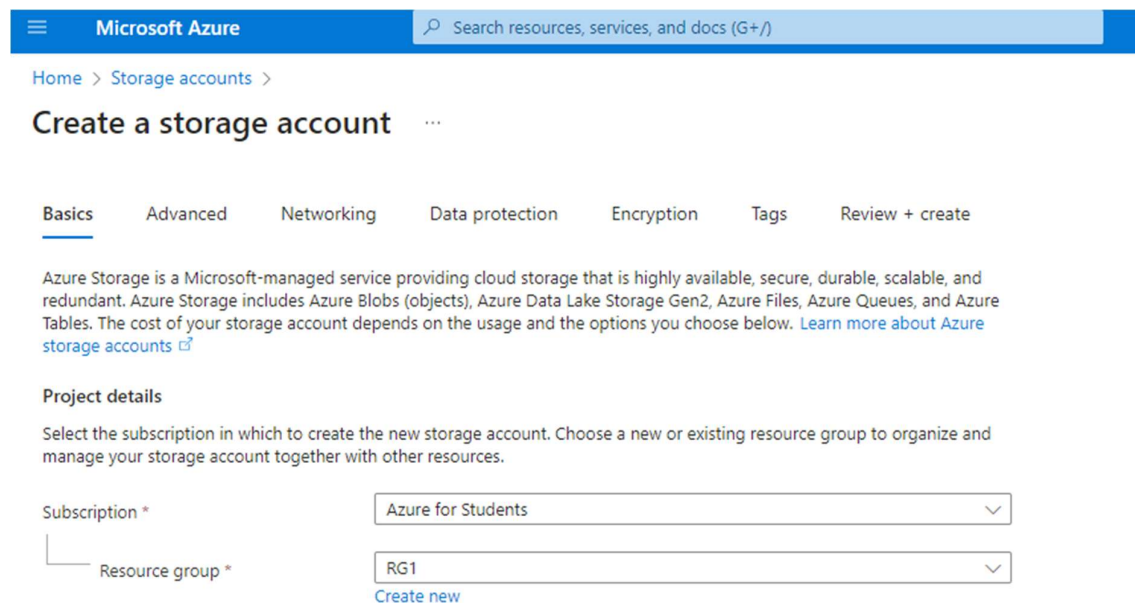 Microsoft Azure
Search resources, services, and docs (G+/)
Home > Storage accounts >
Create a storage account ...
Basics Advanced Networking Data protection Encryption Tags Review + create
Azure Storage is a Microsoft-managed service providing cloud storage that is highly available, secure, durable, scalable, and
redundant. Azure Storage includes Azure Blobs (objects), Azure Data Lake Storage Gen2, Azure Files, Azure Queues, and Azure
Tables. The cost of your storage account depends on the usage and the options you choose below. Learn more about Azure
storage accounts
Project details
Select the subscription in which to create the new storage account. Choose a new or existing resource group to organize and
manage your storage account together with other resources.
Subscription * Azure for Students
Resource group * RG1
Create new